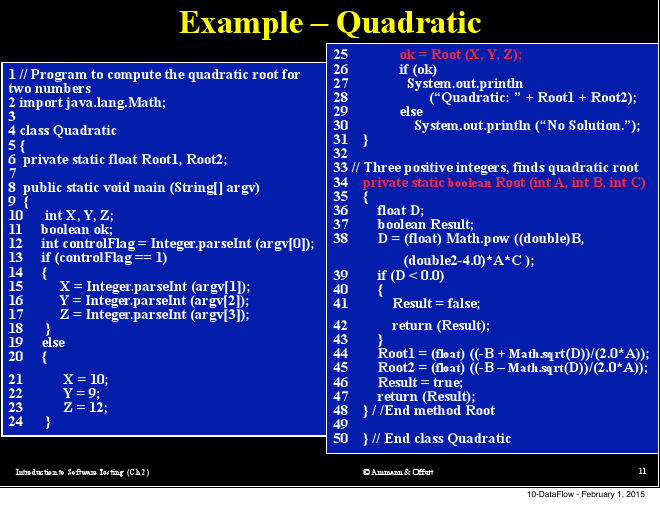 Example – Quadratic
1 // Program to compute the quadratic root for
two numbers
2 import java.lang.Math;
3
4 class Quadratic
5 {
6 private static float Root1, Root2;
7
8 public static void main (String[] argv)
9 {
10 int X, Y, Z;
11 boolean ok;
12 int controlFlag = Integer.parseInt (argv[0]);
13 if (controlFlag == 1)
14 {
15 X = Integer.parseInt (argv[1]);
16 Y = Integer.parseInt (argv[2]);
17 Z = Integer.parseInt (argv[3]);
18 }
19 else
20 {
21 X = 10;
22 Y = 9;
23 Z = 12;
24 }
25 ok = Root (X, Y, Z);
26 if (ok)
27 System.out.println
28 (“Quadratic: ” + Root1 + Root2);
29 else
30 System.out.println (“No Solution.”);
31 }
32
33 // Three positive integers, finds quadratic root
34 private static boolean Root (int A, int B, int C)
35 {
36 float D;
37 boolean Result;
38 D = (float) Math.pow ((double)B,
(double2-4.0)*A*C );
39 if (D < 0.0)
40 {
41 Result = false;
42 return (Result);
43 }
44 Root1 = (float) ((-B + Math.sqrt(D))/(2.0*A));
45 Root2 = (float) ((-B – Math.sqrt(D))/(2.0*A));
46 Result = true;
47 return (Result);
48 } / /End method Root
49
50 } // End class Quadratic
Introduction to Software Testing (Ch 2)
© Ammann & Offutt
11
10-DataFlow - February 1, 2015